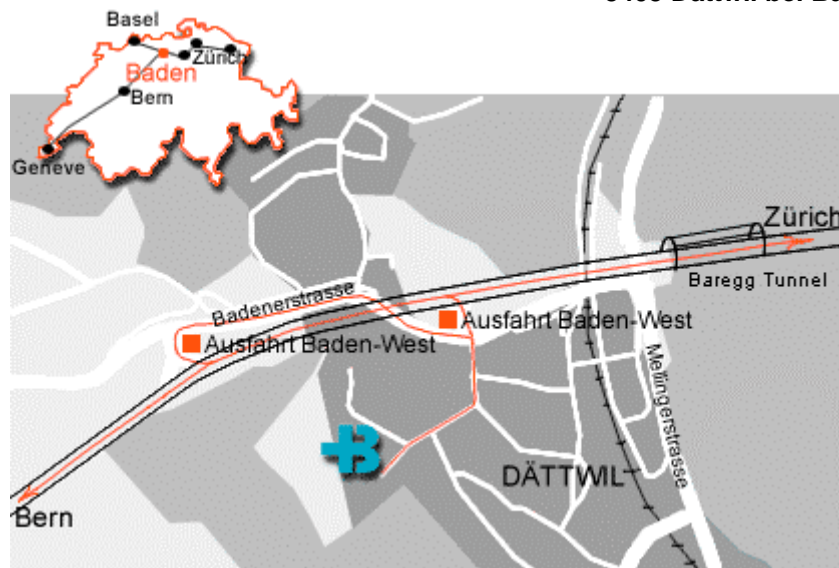 Basel
Zürich
Baden
Bern
Geneve
Zürich
Baregg Tunnel
Badenerstrasse
Ausfahrt Baden-West
Ausfahrt Baden-West
Mellingerstrasse
B
DÄTTWIL
Bern